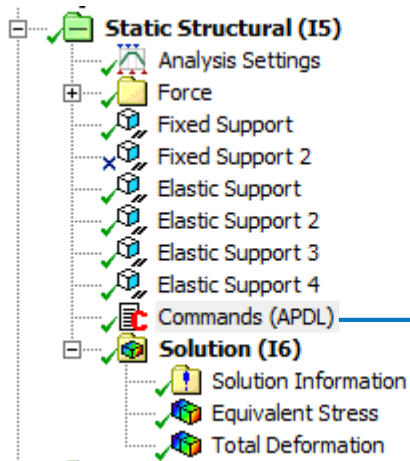 Static Structural (I5)
Analysis Settings
Force
Fixed Support
Fixed Support 2
Elastic Support
Elastic Support 2
Elastic Support 3
Elastic Support 4
Commands (APDL)
Solution (I6)
Solution Information
Equivalent Stress
Total Deformation